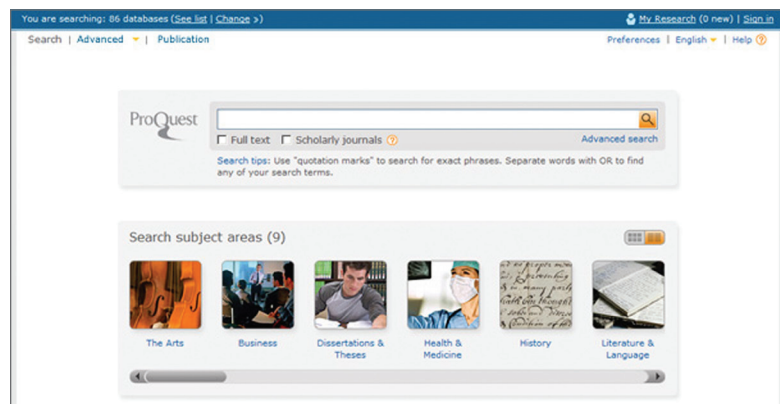 You are searching: 86 databases (See list | Change >)
My Research (0 new) | Sign in
Search | Advanced | Publication
Preferences | English | Help ?
ProQuest
Full text Scholarly journals ?
Advanced search
Search tips: Use "quotation marks" to search for exact phrases. Separate words with OR to find
any of your search terms.
Search subject areas (9)
The Arts
Business
Dissertations &
Theses
Health &
Medicine
History
Literature &
Language